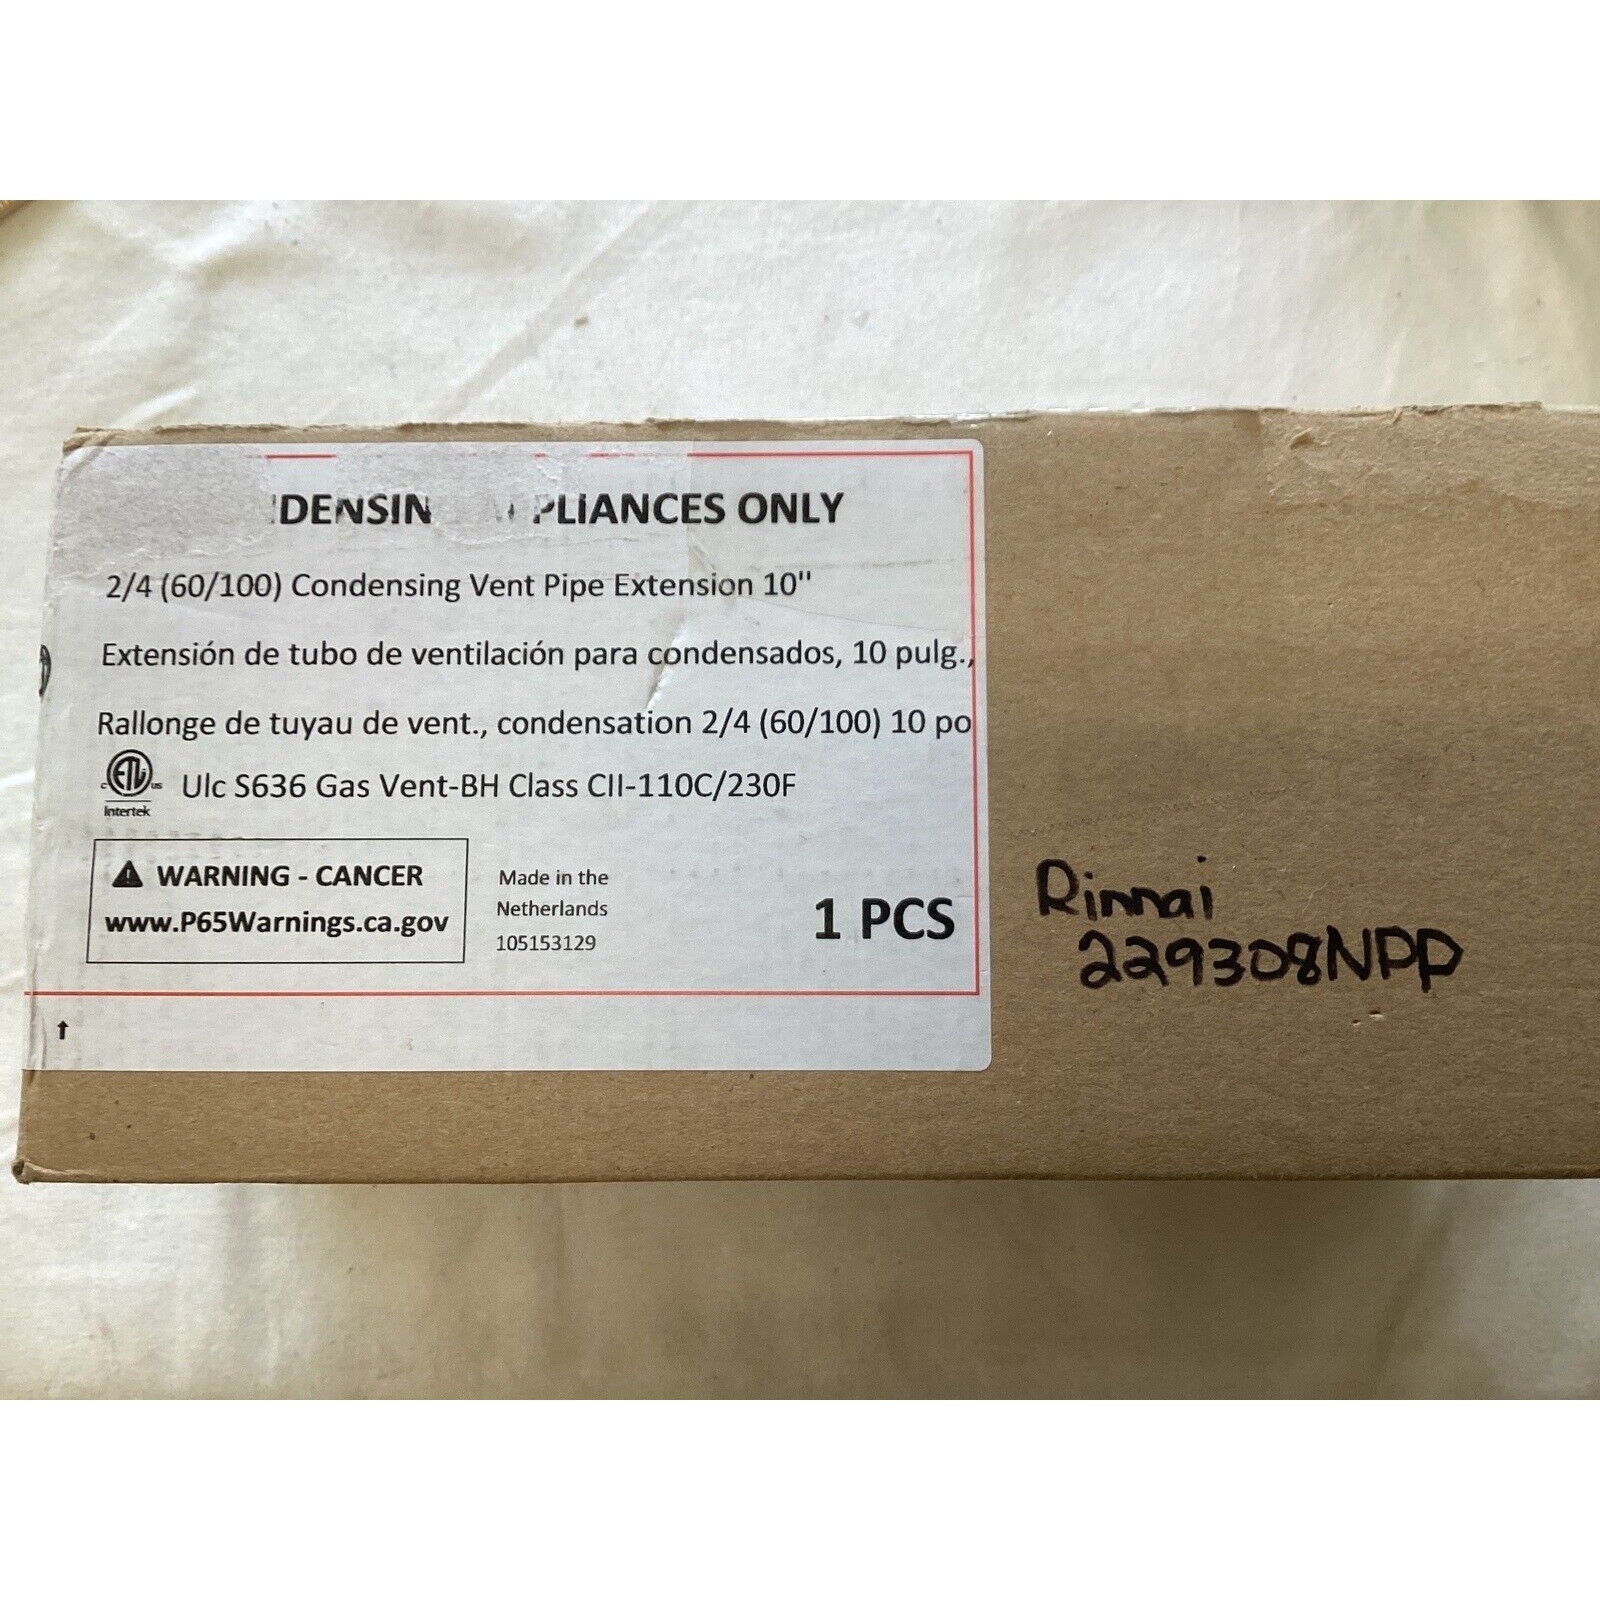 ONLY
2/4 (60/100) Condensing Vent Pipe Extension 10"
Extensión de tubo de ventilación para condensados, 10 pulg.,
Rallonge de tuyau de vent., condensation 2/4 (60/100) 10 po
c ETL us
Intertek
Ulc S636 Gas Vent-BH Class CII-110C/230F
WARNING - CANCER
www.P65Warnings.ca.gov
Made in the
Netherlands
105153129
1 PCS
Rinnai
229308NPP